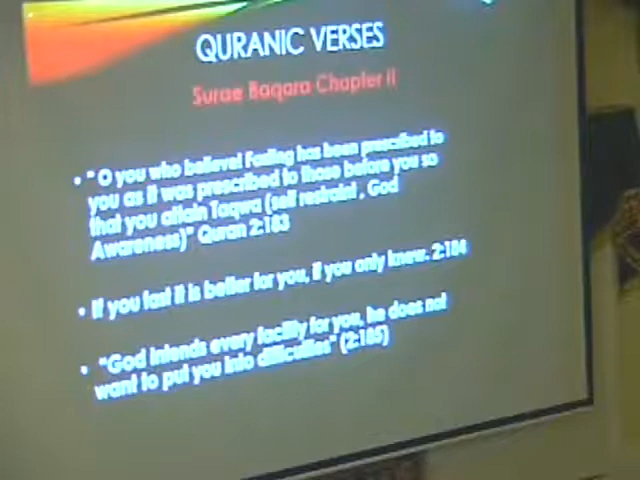 QURANIC VERSES
Surae Baqara Chapter II
• " O you who believe! Fasting has been prescribed to
you as it was prescribed to those before you so
that you attain Taqwa (self restraint , God
Awareness)" Quran 2:183
• If you fast it is better for you, if you only knew. 2:184
• "God intends every facility for you, he does not
want to put you into difficulties" (2:185)